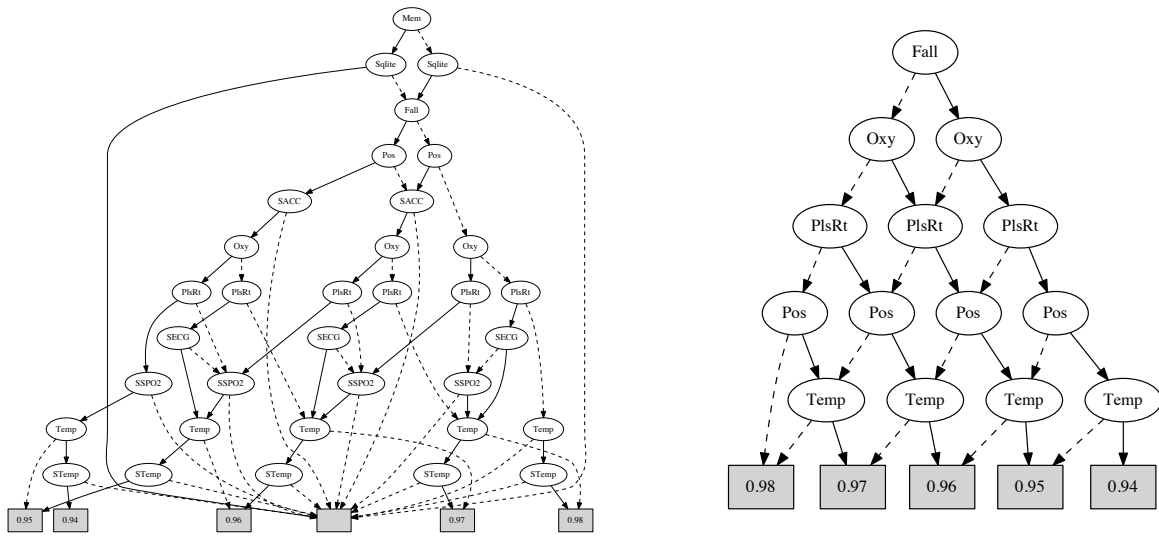 Mem
Sqlite Sqlite
Fall
Pos Pos
SACC SACC
Oxy Oxy Oxy
PlsRt PlsRt PlsRt PlsRt PlsRt PlsRt
SECG SECG SECG
SSPO2 SSPO2 SSPO2 SSPO2
Temp Temp Temp Temp Temp
STemp STemp STemp STemp STemp
0.95 0.94 0.96 0.97 0.98
Fall
Oxy Oxy
PlsRt PlsRt PlsRt
Pos Pos Pos Pos
Temp Temp Temp Temp
0.98 0.97 0.96 0.95 0.94